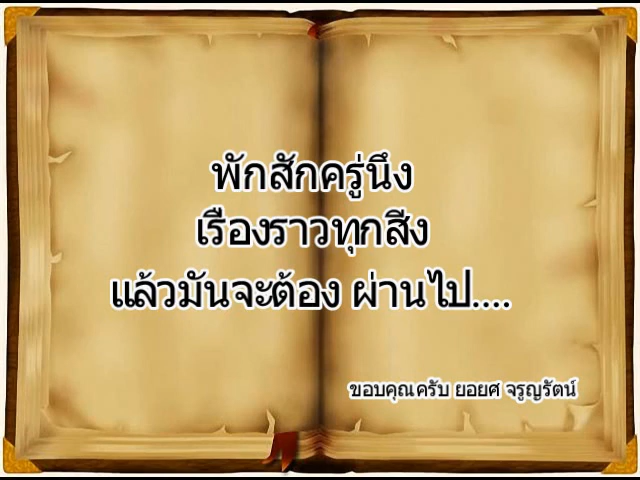 พักสักครู่นึง
เรืองราวทุกสิง
แล้วมันจะต้อง ผ่านไป....
ขอบคุณครับ ยอยศ จรูญรัตน์